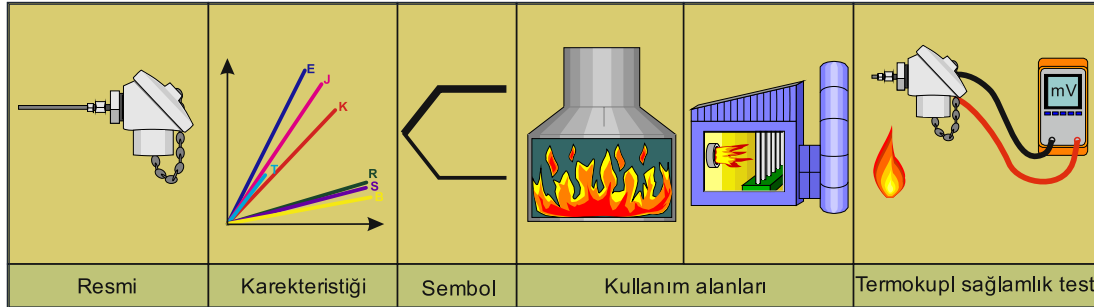 E
J
K
T
R
S
B
mV
Resmi
Karekteristiği
Sembol
Kullanım alanları
Termokupl sağlamlık test